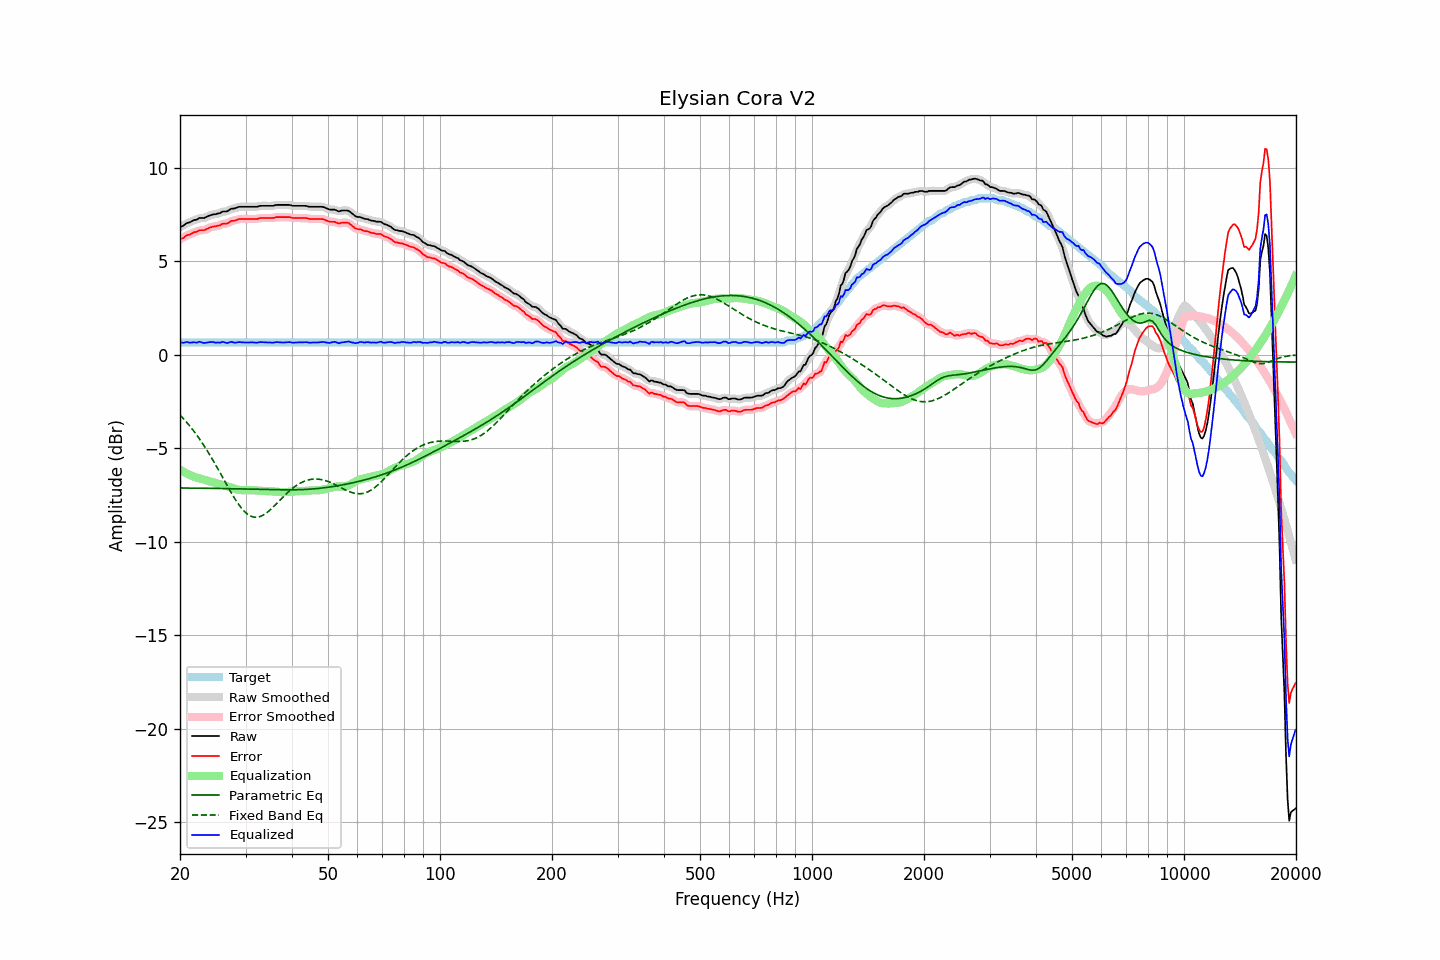 Elysian Cora V2
Amplitude (dBr)
10
5
0
−5
−10
−15
−20
−25
Target
Raw Smoothed
Error Smoothed
Raw
Error
Equalization
Parametric Eq
Fixed Band Eq
Equalized
20
50
100
200
500
1000
2000
5000
10000
20000
Frequency (Hz)